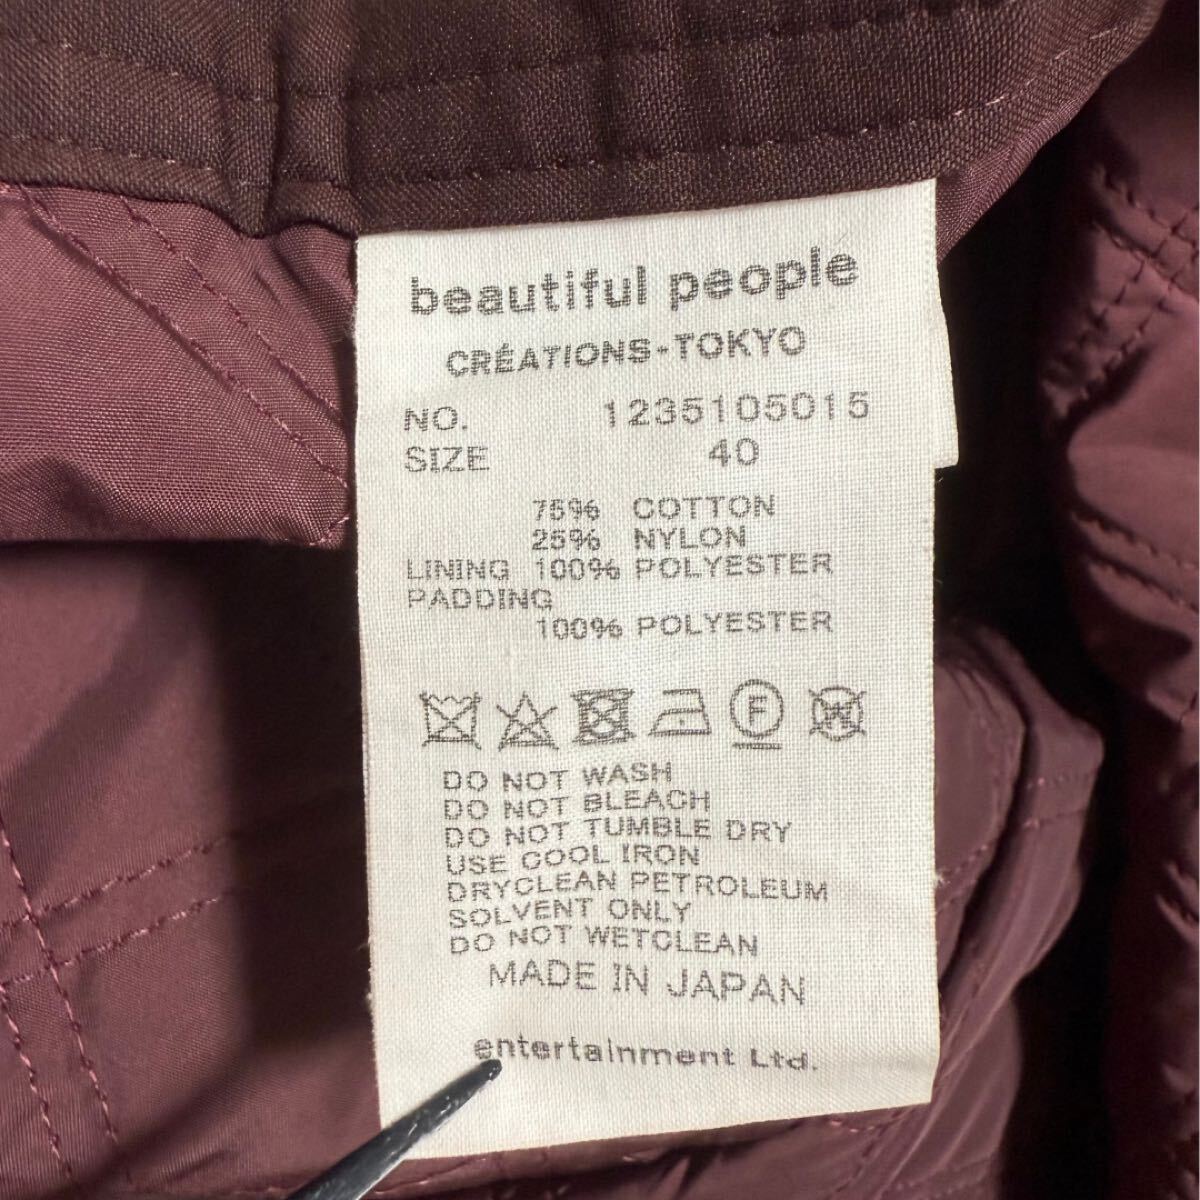 beautiful people
CRÉATIONS-TOKYO
NO. 1235105015
SIZE 40
75% COTTON
25% NYLON
LINING 100% POLYESTER
PADDING
100% POLYESTER
F W
DO NOT WASH
DO NOT BLEACH
DO NOT TUMBLE DRY
USE COOL IRON
DRYCLEAN PETROLEUM
SOLVENT ONLY
DO NOT WETCLEAN
MADE IN JAPAN
entertainment Ltd.